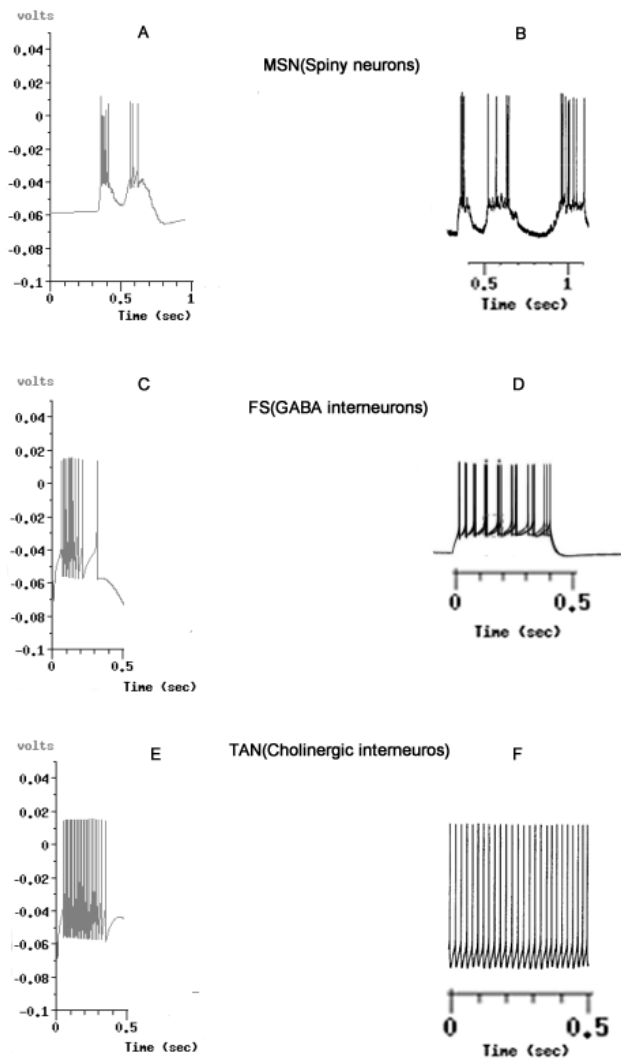 volts
A
B
MSN(Spiny neurons)
0.04
0.02
0
-0.02
-0.04
-0.06
-0.08
-0.1
0
0.5
1
Time (sec)
0.5
1
Time (sec)
volts
C
D
FS(GABA interneurons)
0.04
0.02
0
-0.02
-0.04
-0.06
-0.08
-0.1
0
0.5
Time (sec)
0
0.5
Time (sec)
volts
E
TAN(Cholinergic interneuros)
F
0.04
0.02
0
-0.02
-0.04
-0.06
-0.08
-0.1
0
0.5
Time (sec)
0
0.5
Time (sec)